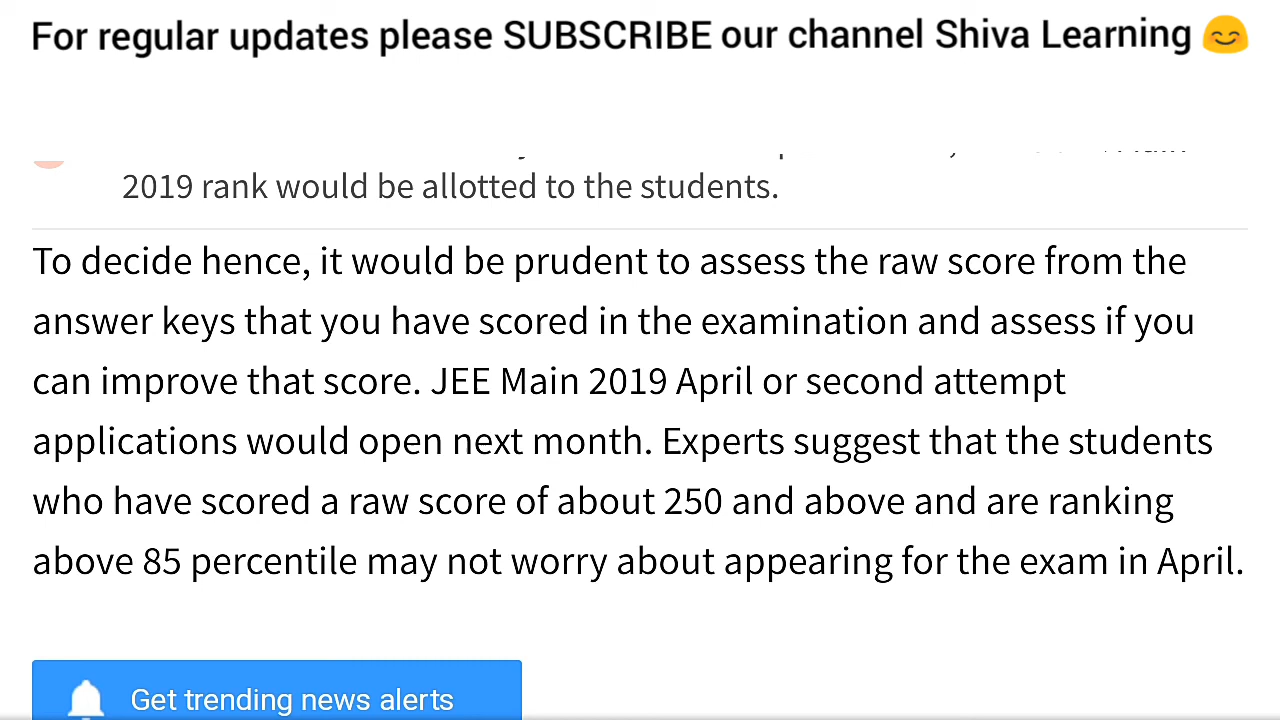 For regular updates please SUBSCRIBE our channel Shiva Learning 😊
2019 rank would be allotted to the students.
To decide hence, it would be prudent to assess the raw score from the
answer keys that you have scored in the examination and assess if you
can improve that score. JEE Main 2019 April or second attempt
applications would open next month. Experts suggest that the students
who have scored a raw score of about 250 and above and are ranking
above 85 percentile may not worry about appearing for the exam in April.
Get trending news alerts